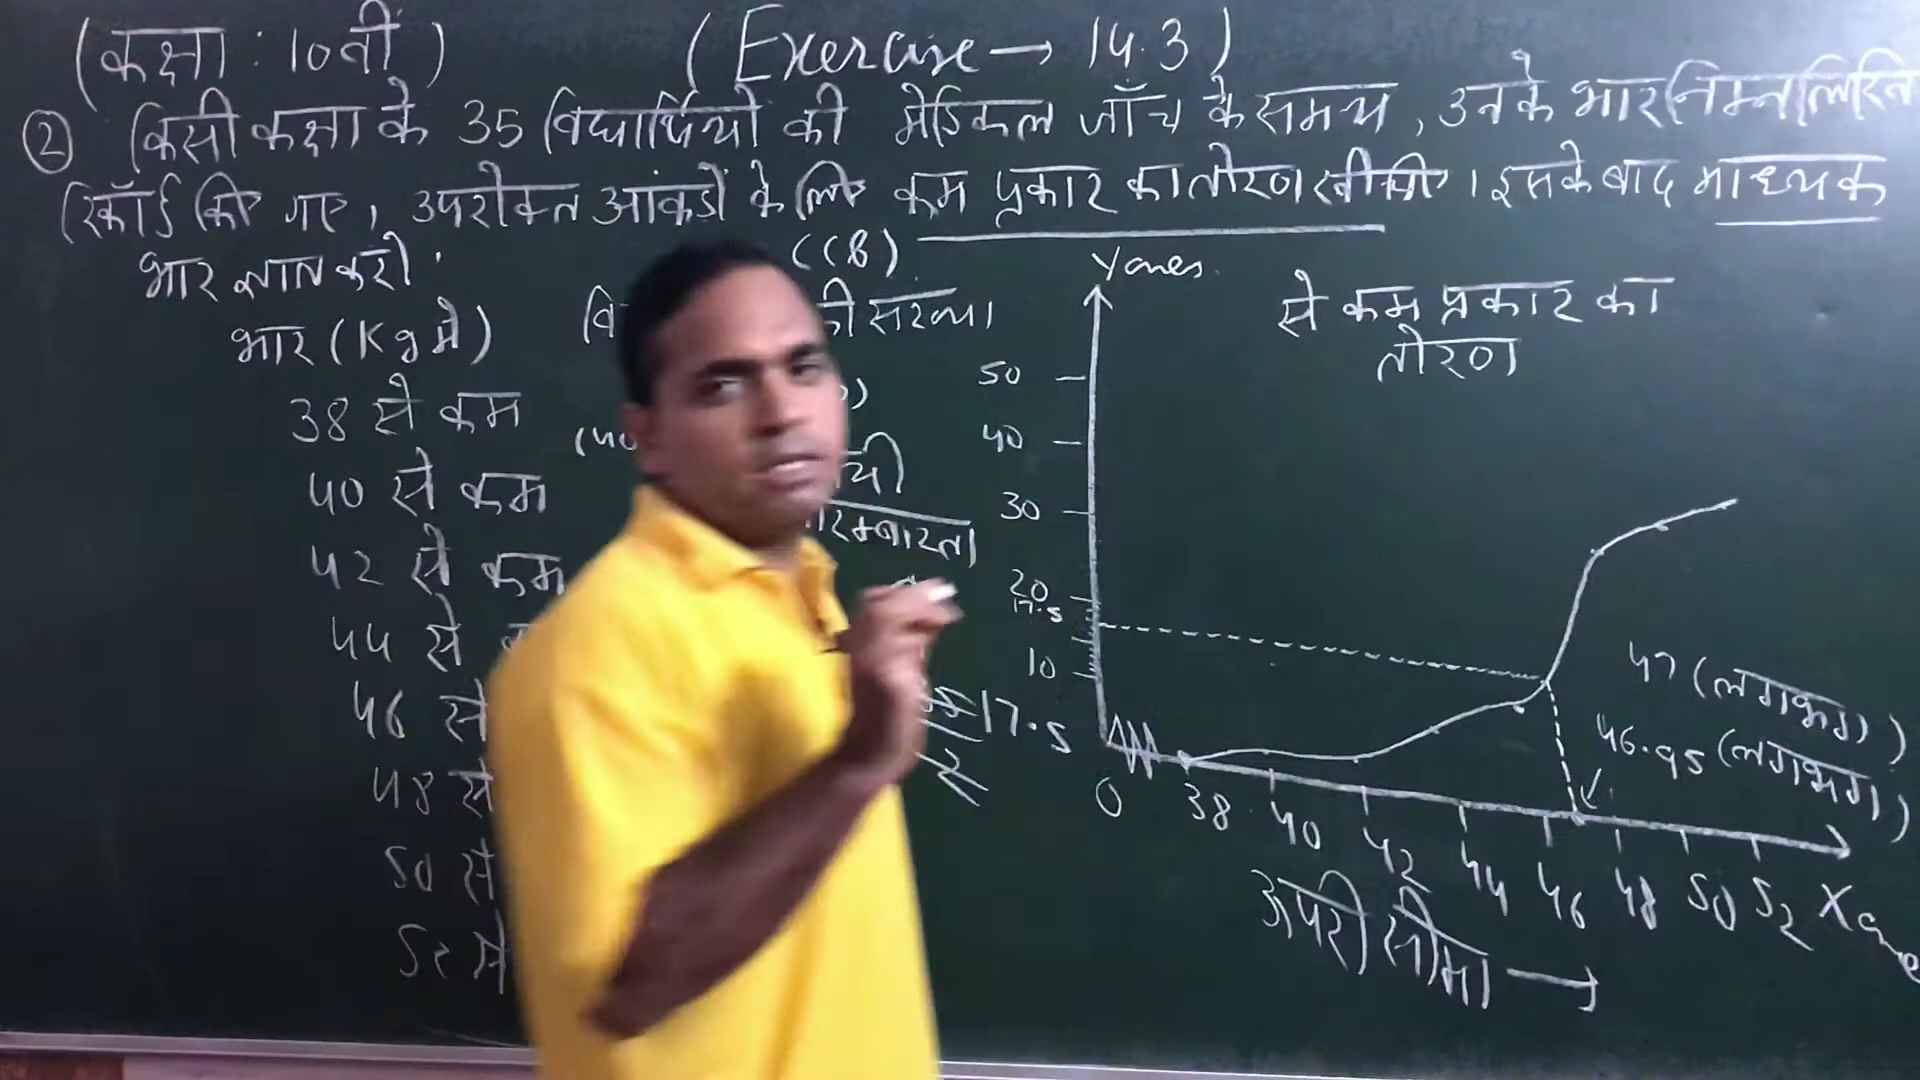 (कक्षा : 10वी)
(Exercise → 14.3)
② किसी कक्षा के 35 विद्यार्थियो की मेडिकल जाँच के समय, उनके भार निम्नलिखित
रिकॉर्ड किए गए, उपरोक्त आंकडों के लिए कम प्रकार का तोरण खींचीए। इसके बाद माध्यक
भार ज्ञात करो।
भार (Kg मे)
38 से कम
40 से कम
42 से कम
44 से
46 से
48 से
50 से
52 से
की संख्या
17.5
2
से कम प्रकार का
तोरण
50
40
30
20
17.5
10
0
38 40 42 44 46 48 50 52
47 (लगभग)
46.95 (लगभग)
ऊपरी सीमा →